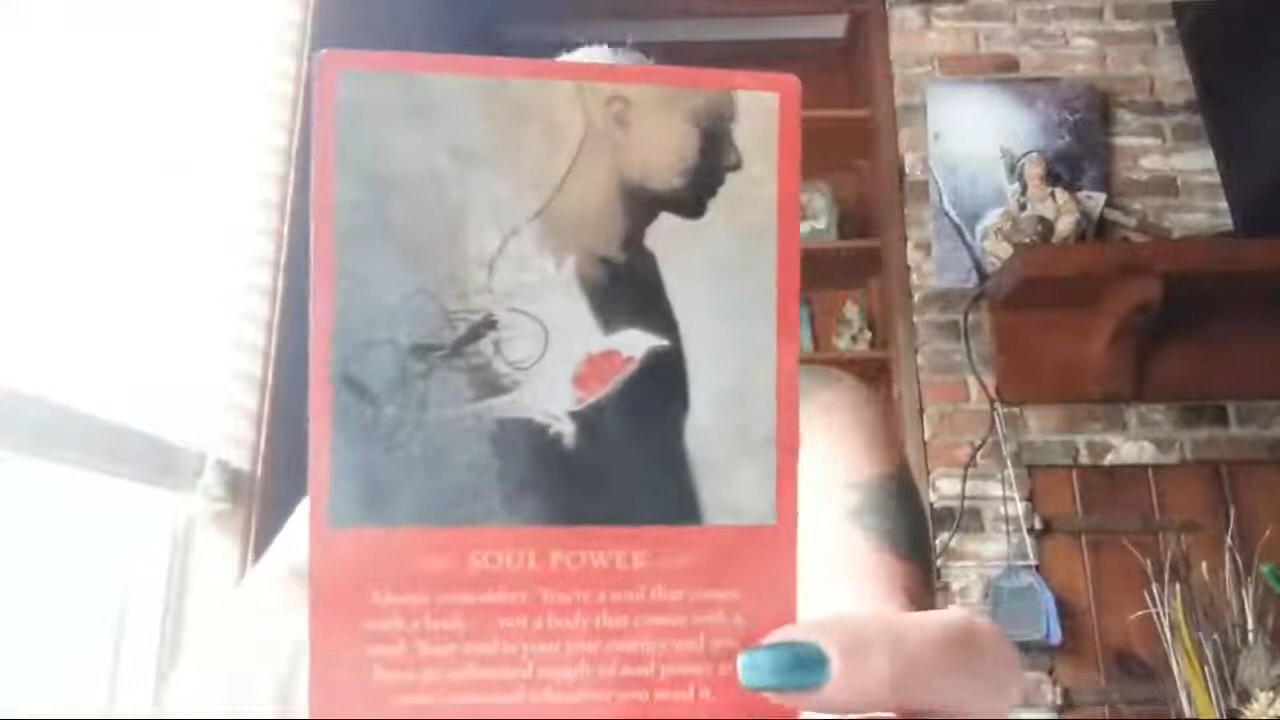 SOUL POWER
Always remember: You're a soul that comes
with a body . . . not a body that comes with a
soul. Your soul is your true essence and you
have an unlimited supply of soul power
whenever you need it.